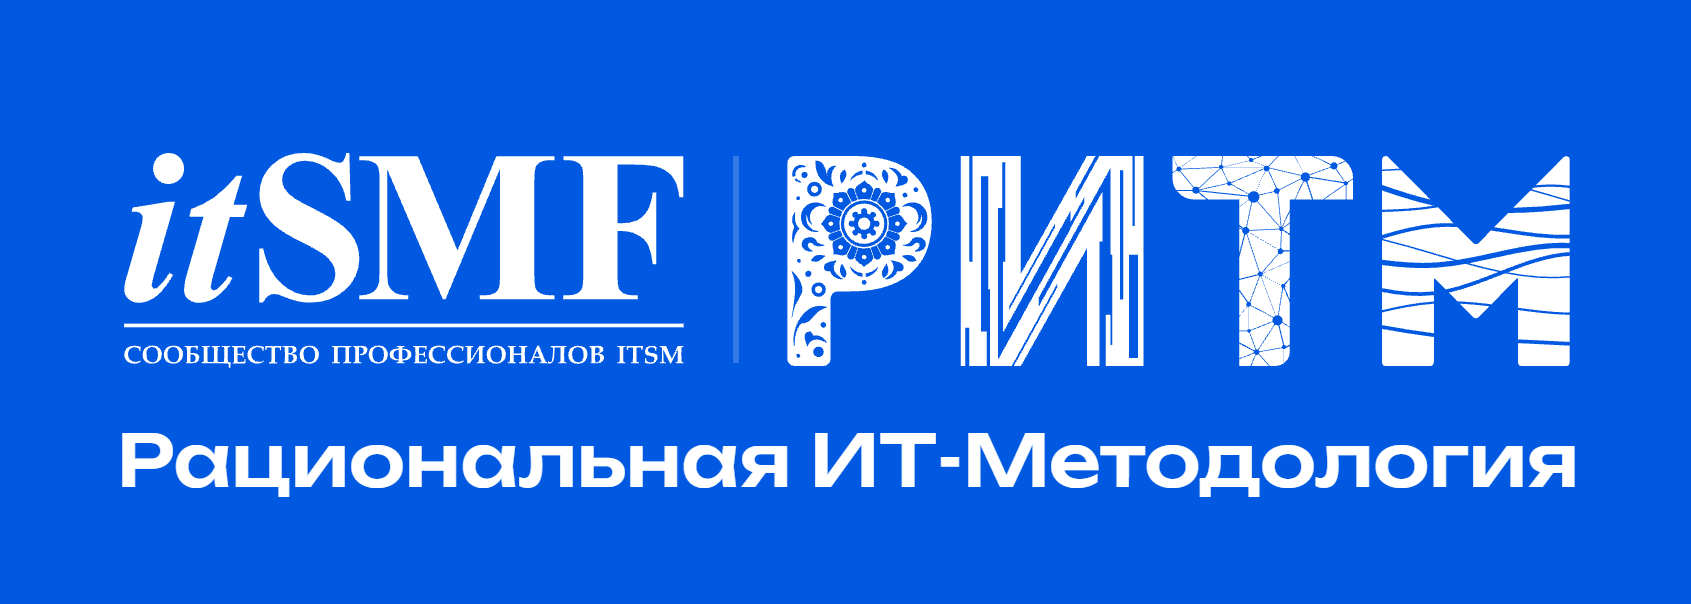 itSMF
СООБЩЕСТВО ПРОФЕССИОНАЛОВ ITSM
РИТМ
Рациональная ИТ-Методология